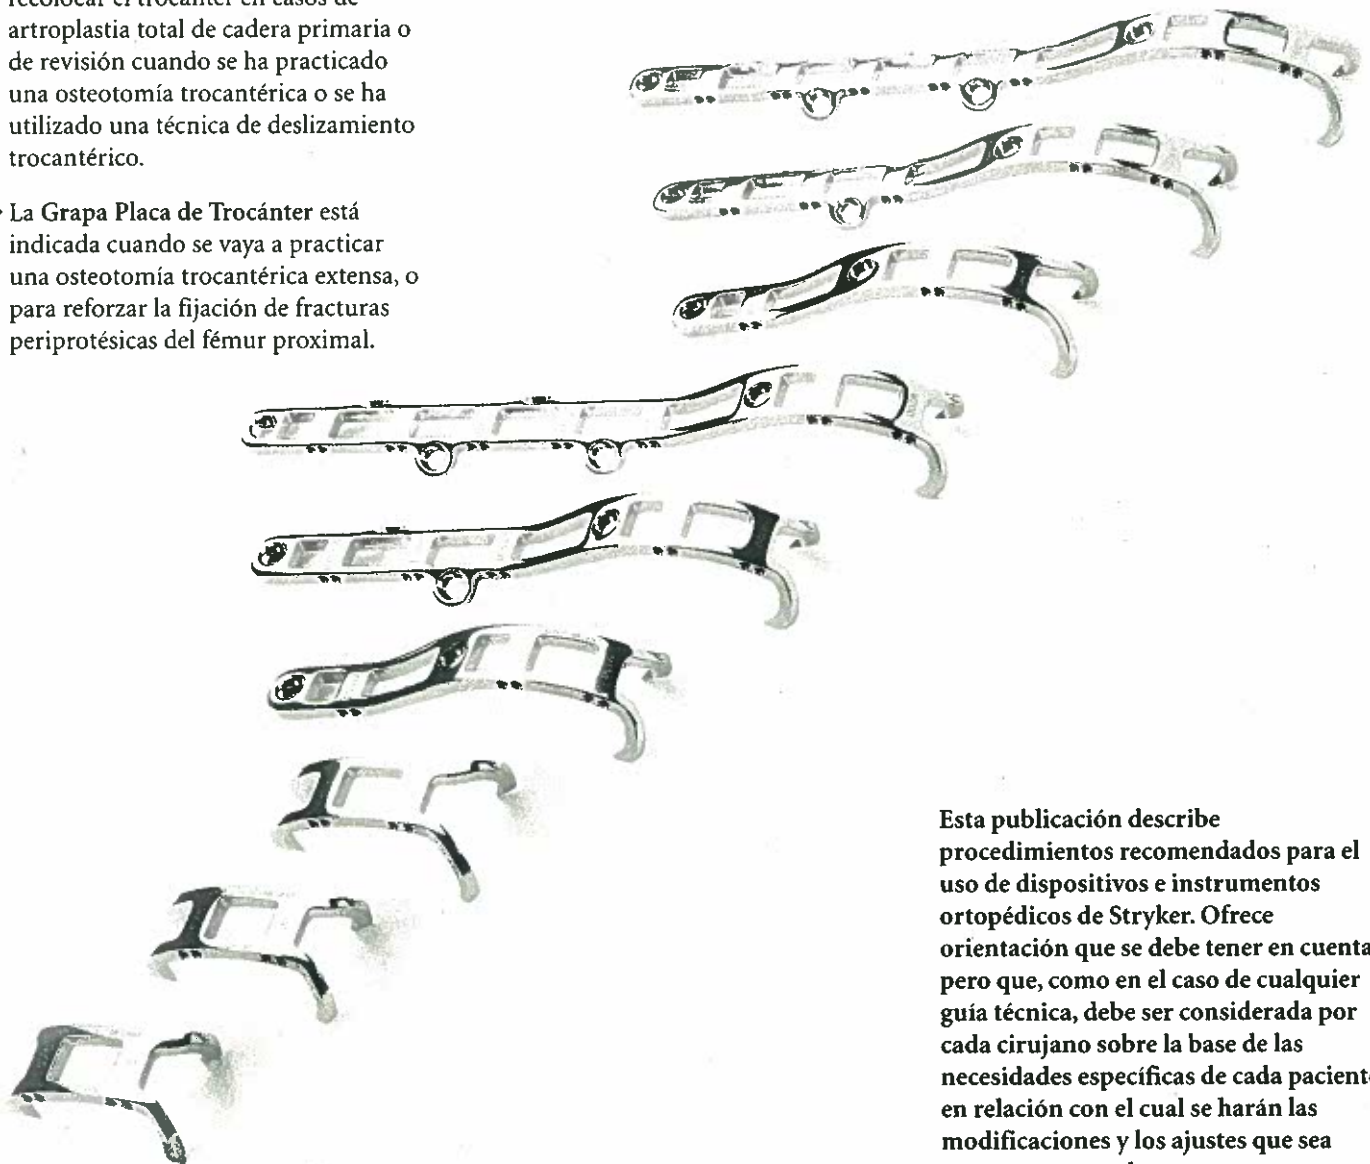 artroplastia total de cadera primaria o
de revisión cuando se ha practicado
una osteotomía trocantérica o se ha
utilizado una técnica de deslizamiento
trocantérico.
La Grapa Placa de Trocánter está
indicada cuando se vaya a practicar
una osteotomía trocantérica extensa, o
para reforzar la fijación de fracturas
periprotésicas del fémur proximal.
Esta publicación describe
procedimientos recomendados para el
uso de dispositivos e instrumentos
ortopédicos de Stryker. Ofrece
orientación que se debe tener en cuenta
pero que, como en el caso de cualquier
guía técnica, debe ser considerada por
cada cirujano sobre la base de las
necesidades específicas de cada pacient
en relación con el cual se harán las
modificaciones y los ajustes que sea